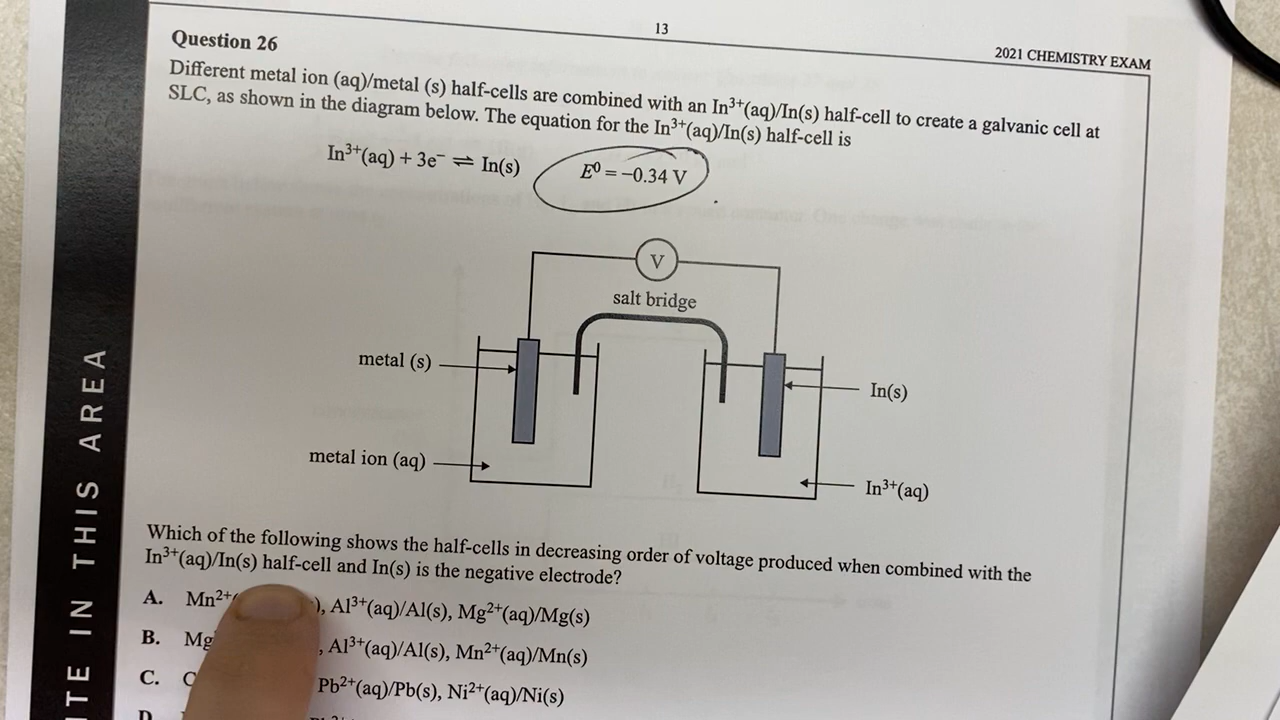 13
2021 CHEMISTRY EXAM
Question 26
Different metal ion (aq)/metal (s) half-cells are combined with an In³⁺(aq)/In(s) half-cell to create a galvanic cell at
SLC, as shown in the diagram below. The equation for the In³⁺(aq)/In(s) half-cell is
In³⁺(aq) + 3e⁻ ⇌ In(s) E⁰ = −0.34 V
V
salt bridge
metal (s)
In(s)
metal ion (aq)
In³⁺(aq)
Which of the following shows the half-cells in decreasing order of voltage produced when combined with the
In³⁺(aq)/In(s) half-cell and In(s) is the negative electrode?
A. Mn²⁺( ), Al³⁺(aq)/Al(s), Mg²⁺(aq)/Mg(s)
B. Mg , Al³⁺(aq)/Al(s), Mn²⁺(aq)/Mn(s)
C. Pb²⁺(aq)/Pb(s), Ni²⁺(aq)/Ni(s)
D.
ITE IN THIS AREA